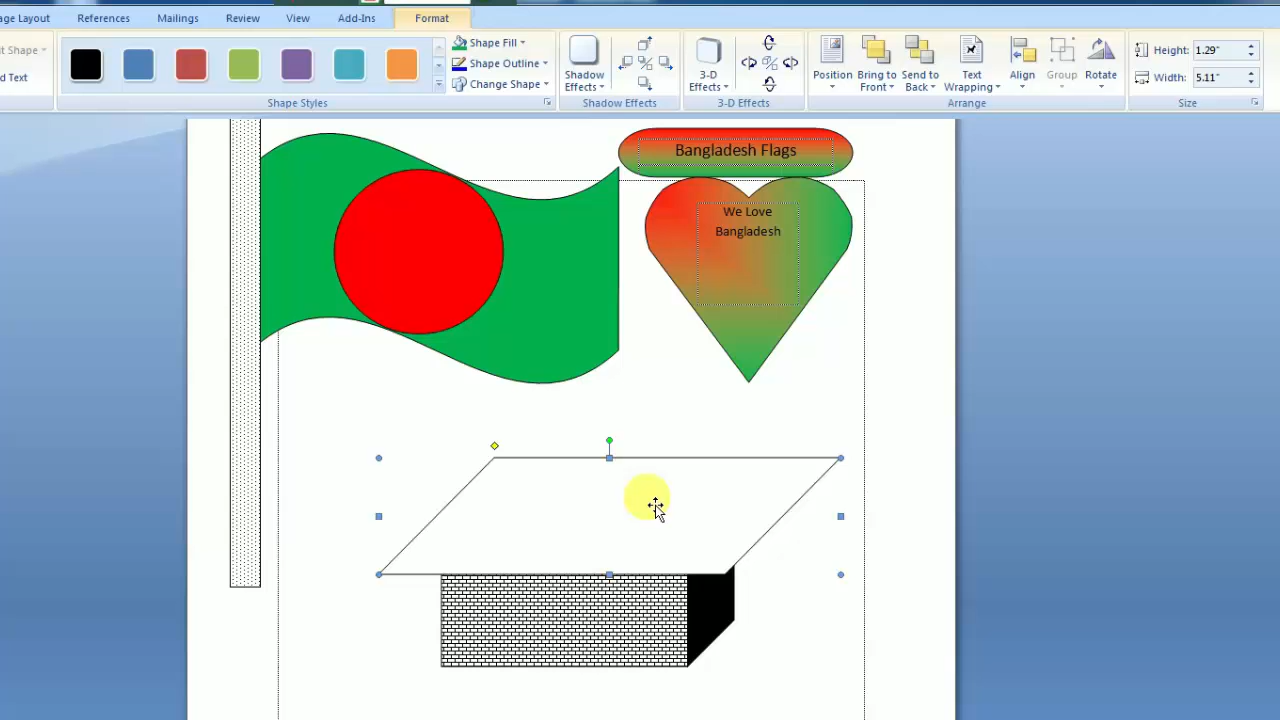 age Layout References Mailings Review View Add-Ins Format
t Shape
d Text
Shape Fill
Shape Outline
Change Shape
Shape Styles
Shadow
Effects
Shadow Effects
3-D
Effects
3-D Effects
Position
Bring to
Front
Send to
Back
Text
Wrapping
Align
Group
Rotate
Arrange
Height: 1.29"
Width: 5.11"
Size
Bangladesh Flags
We Love
Bangladesh